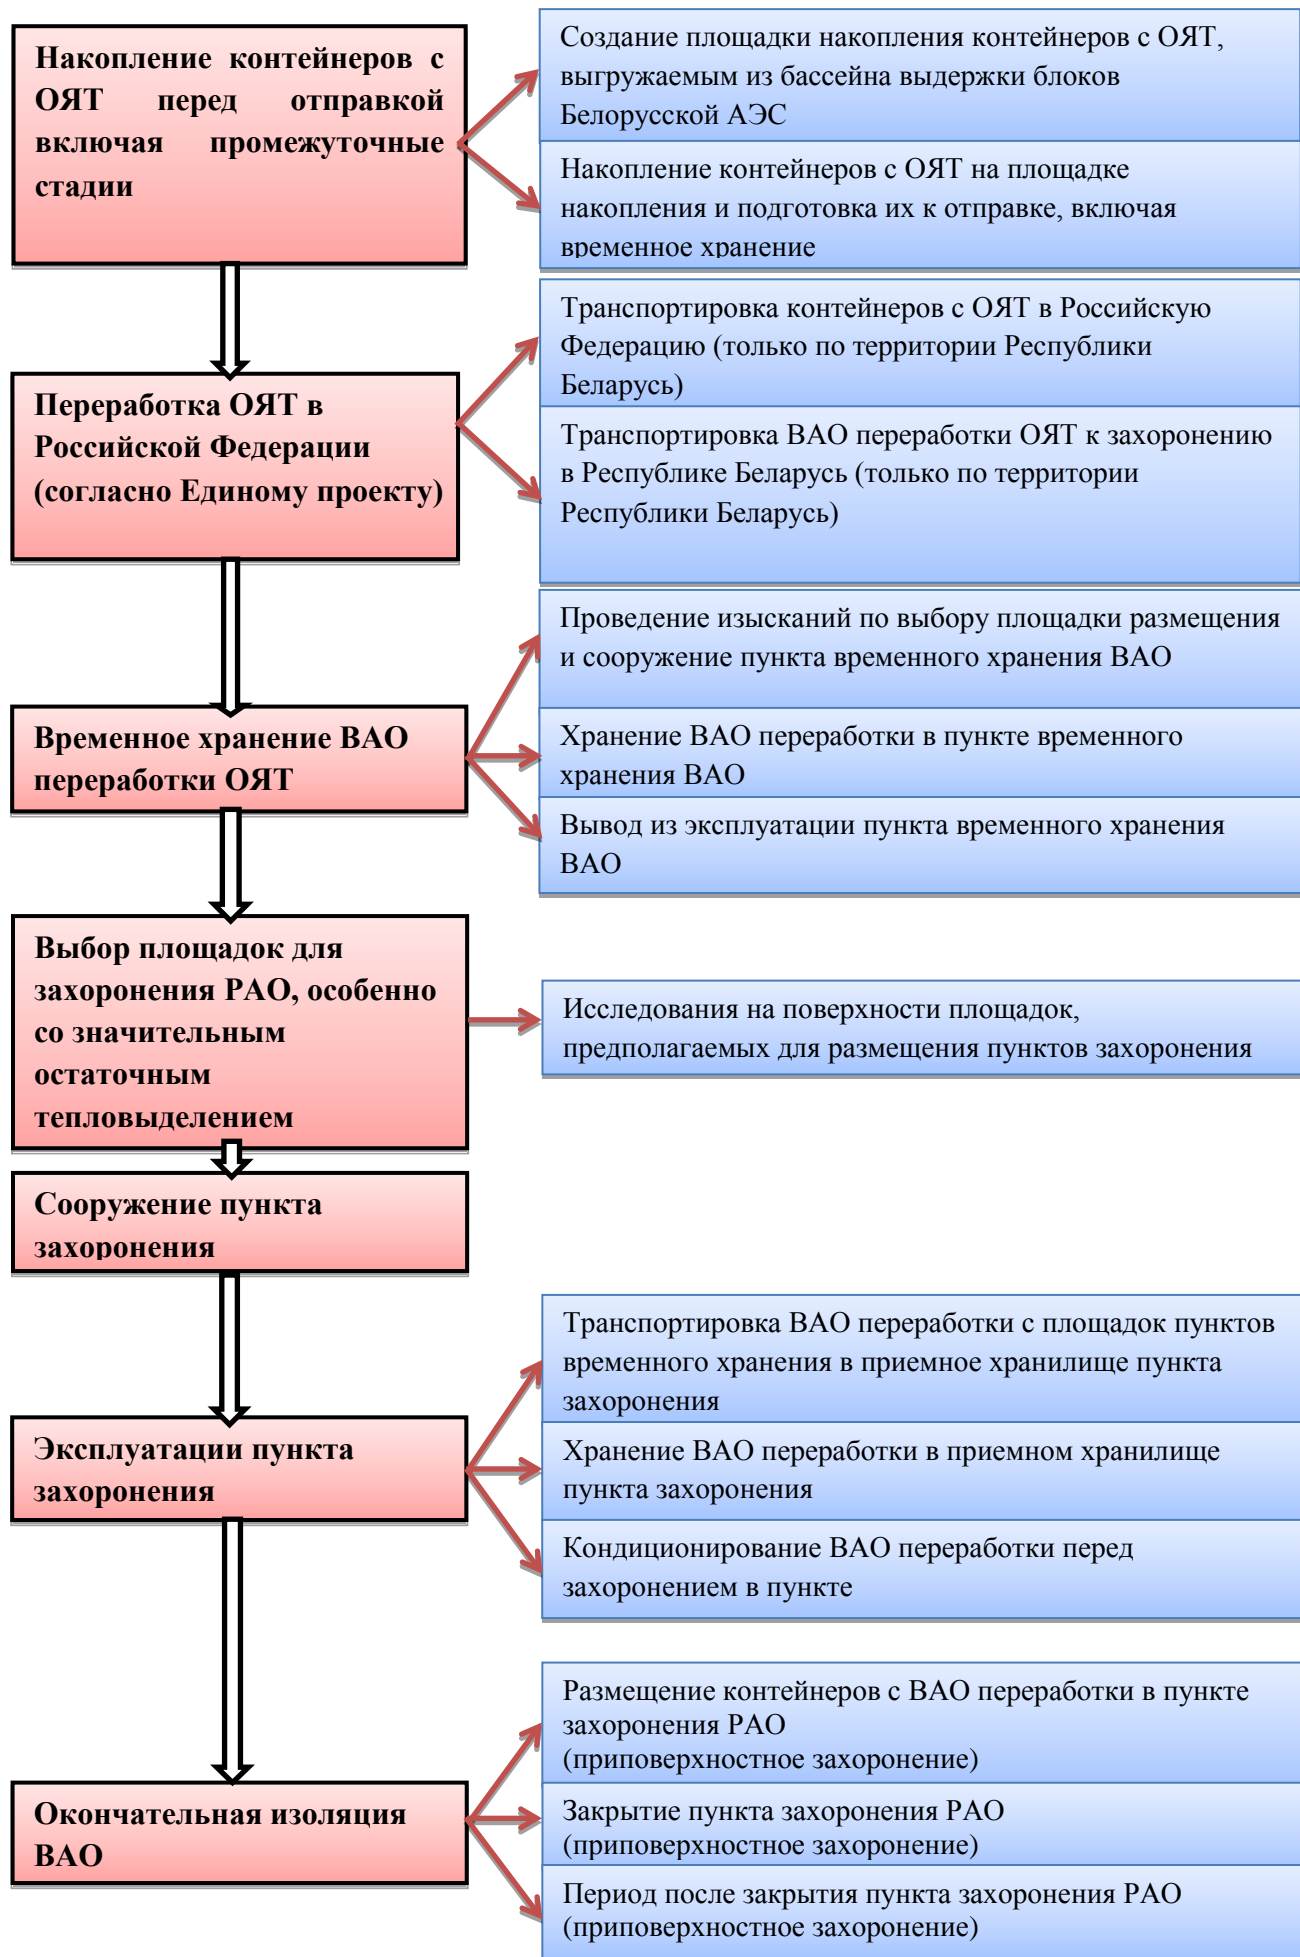 Накопление контейнеров с
ОЯТ перед отправкой
включая промежуточные
стадии
Создание площадки накопления контейнеров с ОЯТ,
выгружаемым из бассейна выдержки блоков
Белорусской АЭС
Накопление контейнеров с ОЯТ на площадке
накопления и подготовка их к отправке, включая
временное хранение
Переработка ОЯТ в
Российской Федерации
(согласно Единому проекту)
Транспортировка контейнеров с ОЯТ в Российскую
Федерацию (только по территории Республики
Беларусь)
Транспортировка ВАО переработки ОЯТ к захоронению
в Республике Беларусь (только по территории
Республики Беларусь)
Временное хранение ВАО
переработки ОЯТ
Проведение изысканий по выбору площадки размещения
и сооружение пункта временного хранения ВАО
Хранение ВАО переработки в пункте временного
хранения ВАО
Вывод из эксплуатации пункта временного хранения
ВАО
Выбор площадок для
захоронения РАО, особенно
со значительным
остаточным
тепловыделением
Исследования на поверхности площадок,
предполагаемых для размещения пунктов захоронения
Сооружение пункта
захоронения
Эксплуатации пункта
захоронения
Транспортировка ВАО переработки с площадок пунктов
временного хранения в приемное хранилище пункта
захоронения
Хранение ВАО переработки в приемном хранилище
пункта захоронения
Кондиционирование ВАО переработки перед
захоронением в пункте
Окончательная изоляция
ВАО
Размещение контейнеров с ВАО переработки в пункте
захоронения РАО
(приповерхностное захоронение)
Закрытие пункта захоронения РАО
(приповерхностное захоронение)
Период после закрытия пункта захоронения РАО
(приповерхностное захоронение)